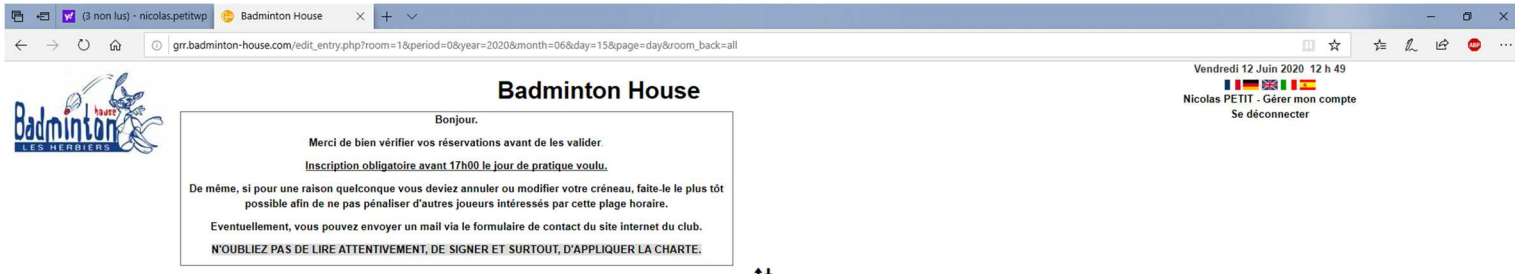 (3 non lus) - nicolas.petitwp
Badminton House
grr.badminton-house.com/edit_entry.php?room=1&period=0&year=2020&month=06&day=15&page=day&room_back=all
ABP
house
Badminton
LES HERBIERS
Badminton House
Bonjour.
Merci de bien vérifier vos réservations avant de les valider.
Inscription obligatoire avant 17h00 le jour de pratique voulu.
De même, si pour une raison quelconque vous deviez annuler ou modifier votre créneau, faite-le le plus tôt
possible afin de ne pas pénaliser d'autres joueurs intéressés par cette plage horaire.
Eventuellement, vous pouvez envoyer un mail via le formulaire de contact du site internet du club.
N'OUBLIEZ PAS DE LIRE ATTENTIVEMENT, DE SIGNER ET SURTOUT, D'APPLIQUER LA CHARTE.
Vendredi 12 Juin 2020 12 h 49
Nicolas PETIT - Gérer mon compte
Se déconnecter